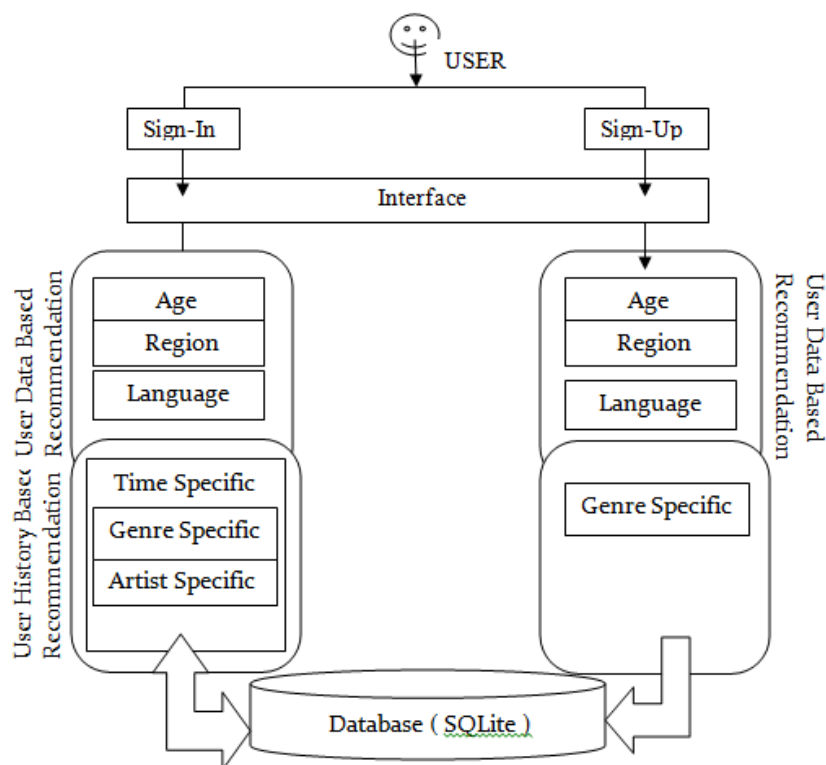 USER
Sign-In
Sign-Up
Interface
User Data Based
Recommendation
Age
Region
Language
User History Based
Recommendation
Time Specific
Genre Specific
Artist Specific
User Data Based
Recommendation
Age
Region
Language
Genre Specific
Database ( SQLite )